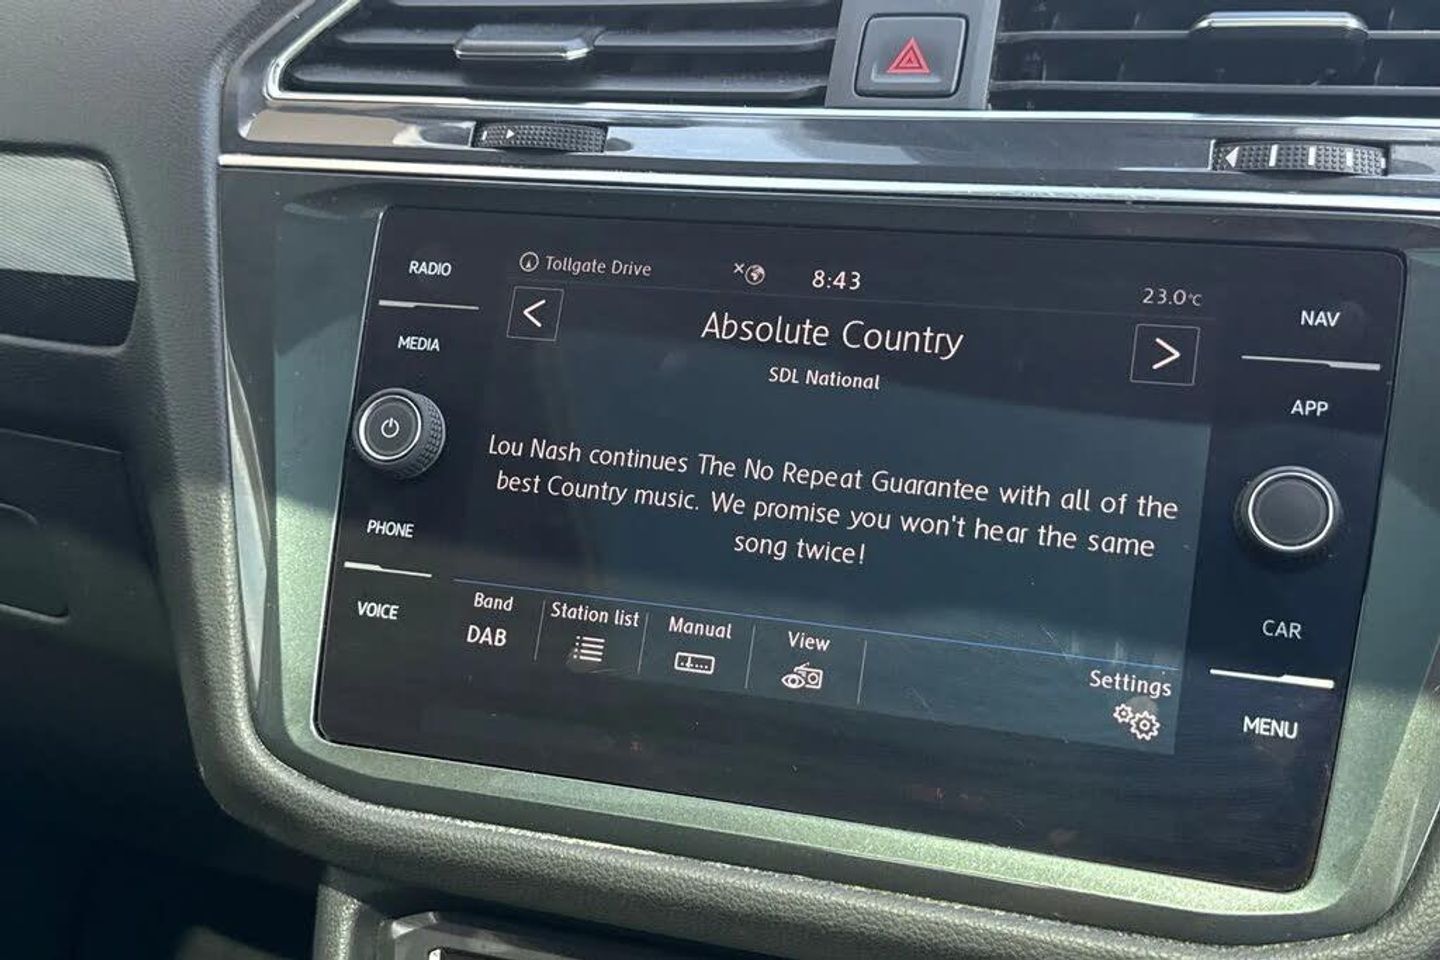 RADIO
MEDIA
PHONE
VOICE
Tollgate Drive
8:43
23.0°C
<
Absolute Country
>
SDL National
Lou Nash continues The No Repeat Guarantee with all of the
best Country music. We promise you won't hear the same
song twice!
Band
DAB
Station list
Manual
View
Settings
NAV
APP
CAR
MENU